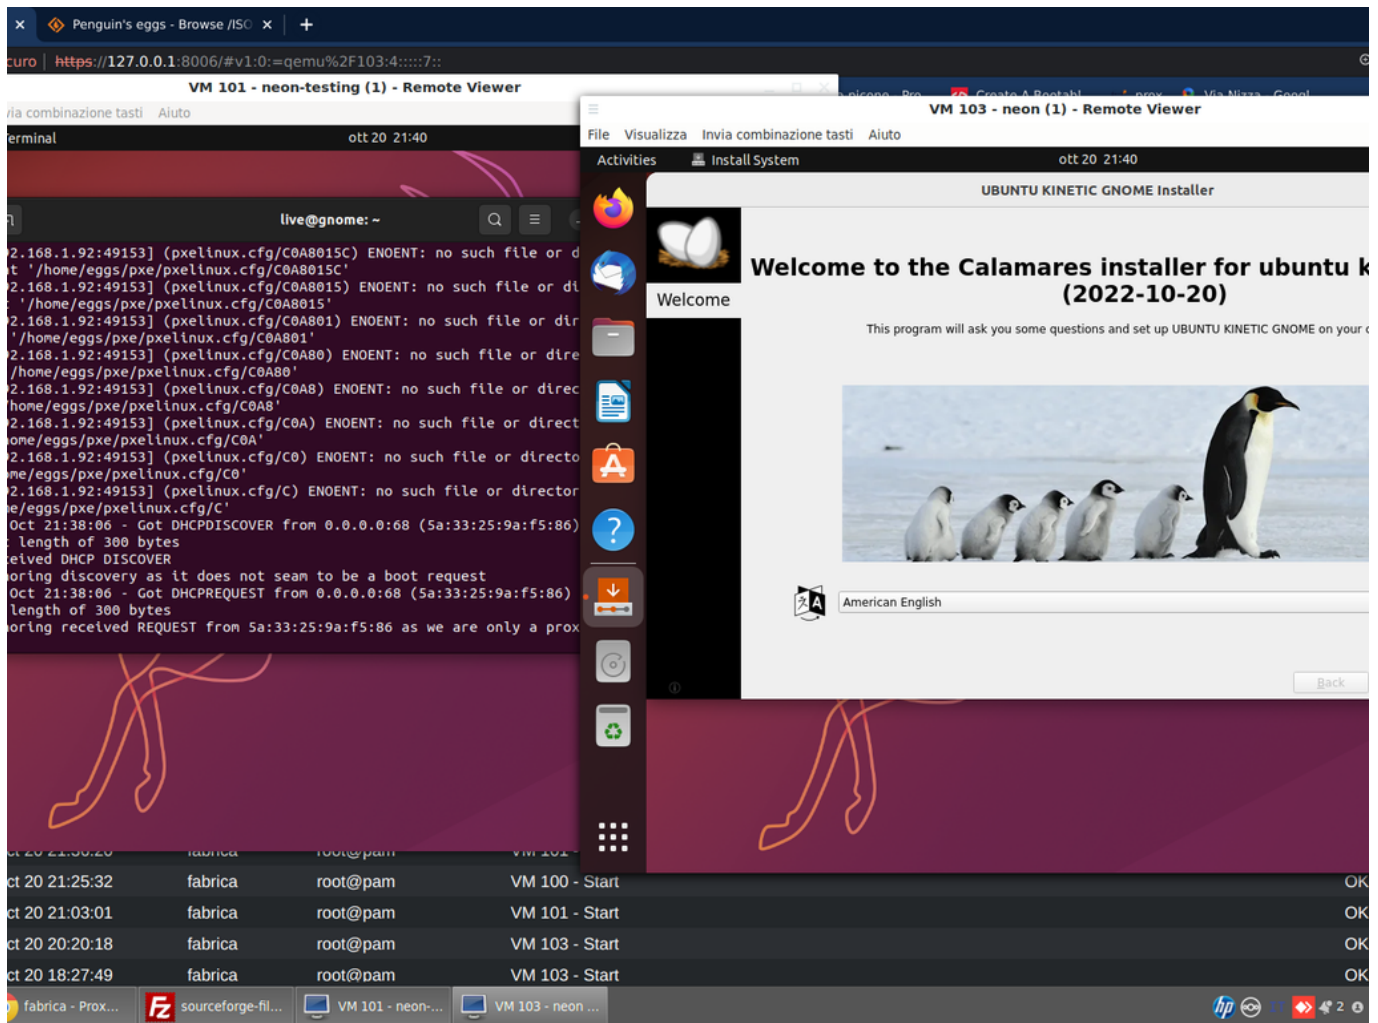 Penguin's eggs - Browse /ISO
curo | https://127.0.0.1:8006/#v1:0:=qemu%2F103:4:::::7::
VM 101 - neon-testing (1) - Remote Viewer
via combinazione tasti Aiuto
Create A Bootabl
prox
Via Nizza - Googl
erminal
ott 20 21:40
live@gnome: ~
2.168.1.92:49153] (pxelinux.cfg/C0A8015C) ENOENT: no such file or d
t '/home/eggs/pxe/pxelinux.cfg/C0A8015C'
2.168.1.92:49153] (pxelinux.cfg/C0A8015) ENOENT: no such file or di
'/home/eggs/pxe/pxelinux.cfg/C0A8015'
2.168.1.92:49153] (pxelinux.cfg/C0A801) ENOENT: no such file or dir
'/home/eggs/pxe/pxelinux.cfg/C0A801'
2.168.1.92:49153] (pxelinux.cfg/C0A80) ENOENT: no such file or dire
/home/eggs/pxe/pxelinux.cfg/C0A80'
2.168.1.92:49153] (pxelinux.cfg/C0A8) ENOENT: no such file or direc
home/eggs/pxe/pxelinux.cfg/C0A8'
2.168.1.92:49153] (pxelinux.cfg/C0A) ENOENT: no such file or direct
ome/eggs/pxe/pxelinux.cfg/C0A'
2.168.1.92:49153] (pxelinux.cfg/C0) ENOENT: no such file or directo
me/eggs/pxe/pxelinux.cfg/C0'
2.168.1.92:49153] (pxelinux.cfg/C) ENOENT: no such file or director
e/eggs/pxe/pxelinux.cfg/C'
Oct 21:38:06 - Got DHCPDISCOVER from 0.0.0.0:68 (5a:33:25:9a:f5:86)
length of 300 bytes
eived DHCP DISCOVER
oring discovery as it does not seam to be a boot request
Oct 21:38:06 - Got DHCPREQUEST from 0.0.0.0:68 (5a:33:25:9a:f5:86)
length of 300 bytes
oring received REQUEST from 5a:33:25:9a:f5:86 as we are only a prox
VM 103 - neon (1) - Remote Viewer
File Visualizza Invia combinazione tasti Aiuto
Activities Install System ott 20 21:40
UBUNTU KINETIC GNOME Installer
Welcome
Welcome to the Calamares installer for ubuntu k
(2022-10-20)
This program will ask you some questions and set up UBUNTU KINETIC GNOME on your c
American English
Back
ct 20 21:25:32 fabrica root@pam VM 100 - Start OK
ct 20 21:03:01 fabrica root@pam VM 101 - Start OK
ct 20 20:20:18 fabrica root@pam VM 103 - Start OK
ct 20 18:27:49 fabrica root@pam VM 103 - Start OK
fabrica - Prox... sourceforge-fil... VM 101 - neon-... VM 103 - neon ... hp 2